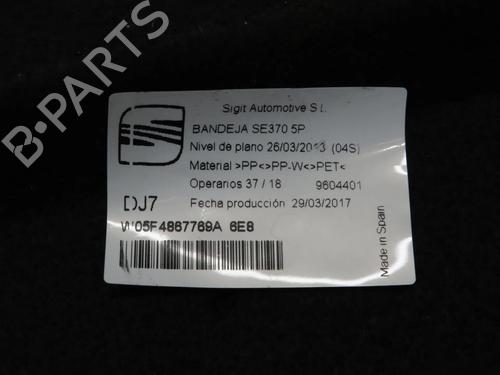 Sigit Automotive S.L.
BANDEJA SE370 5P
Nivel de plano 26/03/2013 (04S)
Material >PP<>PP-W<>PET<
Operarios 37 / 18 9604401
DJ7 Fecha producción 29/03/2017
W05F4867769A 6E8
Made in Spain
B-PARTS